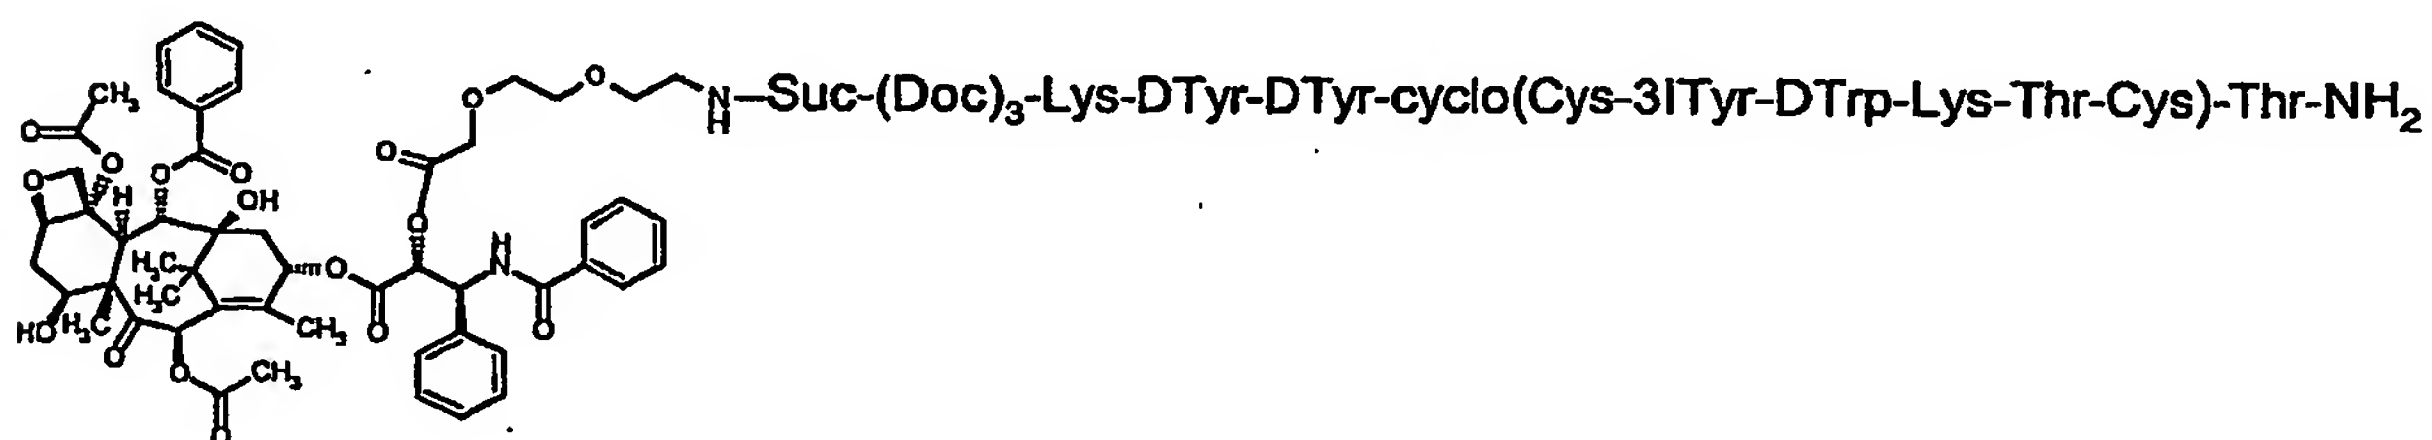 O
CH₃
O
N–Suc-(Doc)₃-Lys-DTyr-DTyr-cyclo(Cys-3ITyr-DTrp-Lys-Thr-Cys)-Thr-NH₂
H
O
O
O
O
O
O
H
OH
O
H
H₃C
N
O
H₃C
HO
H₃C
CH₃
O
O
O
O
CH₃
O